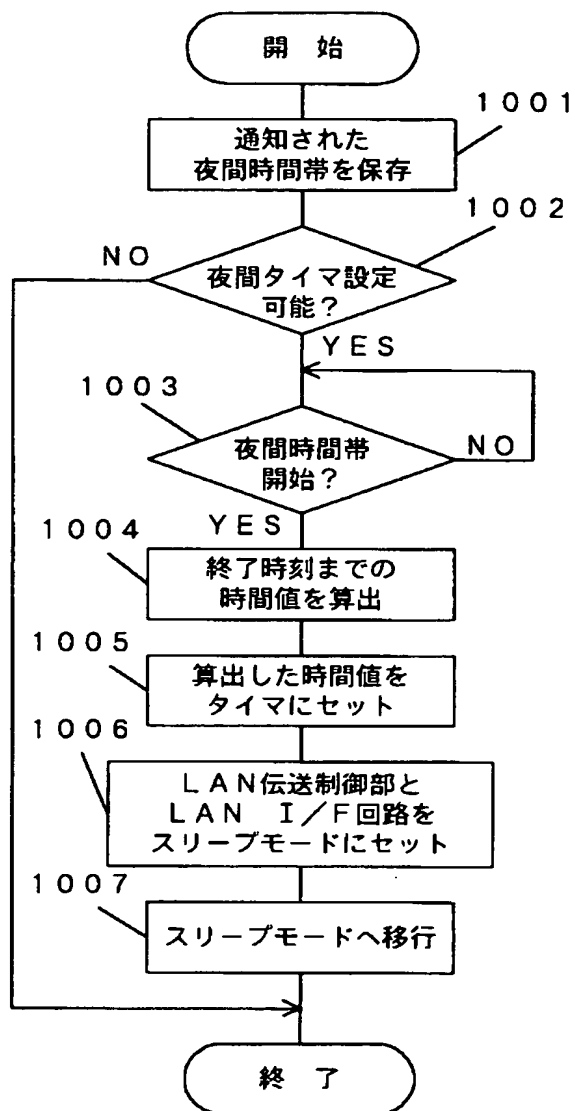 開 始
1001
通知された
夜間時間帯を保存
1002
NO
夜間タイマ設定
可能?
YES
1003
夜間時間帯
開始?
NO
YES
1004
終了時刻までの
時間値を算出
1005
算出した時間値を
タイマにセット
1006
LAN伝送制御部と
LAN I/F回路を
スリープモードにセット
1007
スリープモードへ移行
終 了